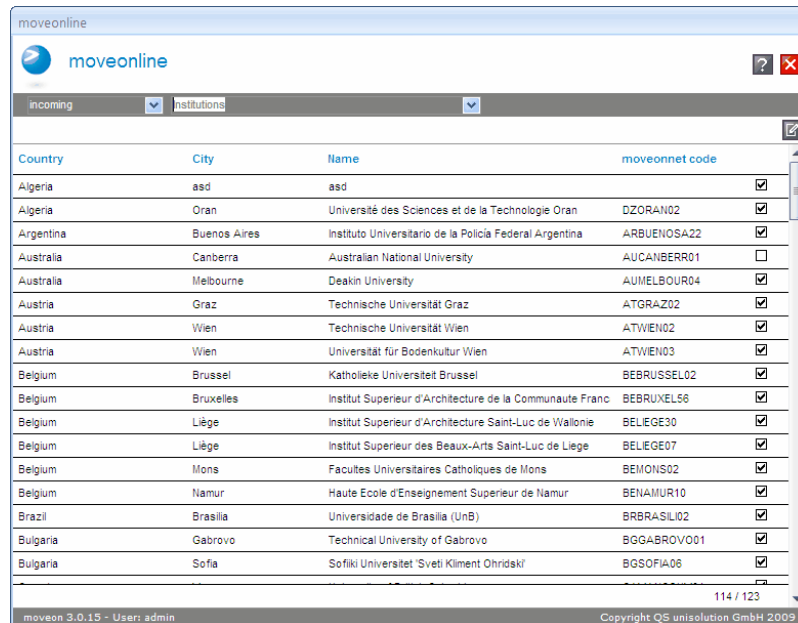 moveonline
moveonline
?
incoming Institutions
Country City Name moveonnet code
Algeria asd asd
Algeria Oran Université des Sciences et de la Technologie Oran DZORAN02
Argentina Buenos Aires Instituto Universitario de la Policía Federal Argentina ARBUENOSA22
Australia Canberra Australian National University AUCANBERR01
Australia Melbourne Deakin University AUMELBOUR04
Austria Graz Technische Universität Graz ATGRAZ02
Austria Wien Technische Universität Wien ATWIEN02
Austria Wien Universität für Bodenkultur Wien ATWIEN03
Belgium Brussel Katholieke Universiteit Brussel BEBRUSSEL02
Belgium Bruxelles Institut Superieur d'Architecture de la Communaute Franc BEBRUXEL56
Belgium Liège Institut Superieur d'Architecture Saint-Luc de Wallonie BELIEGE30
Belgium Liège Institut Superieur des Beaux-Arts Saint-Luc de Liege BELIEGE07
Belgium Mons Facultes Universitaires Catholiques de Mons BEMONS02
Belgium Namur Haute Ecole d'Enseignement Superieur de Namur BENAMUR10
Brazil Brasilia Universidade de Brasilia (UnB) BRBRASILI02
Bulgaria Gabrovo Technical University of Gabrovo BGGABROVO01
Bulgaria Sofia Sofiiki Universitet 'Sveti Kliment Ohridski' BGSOFIA06
114 / 123
moveon 3.0.15 - User: admin Copyright QS unisolution GmbH 2009